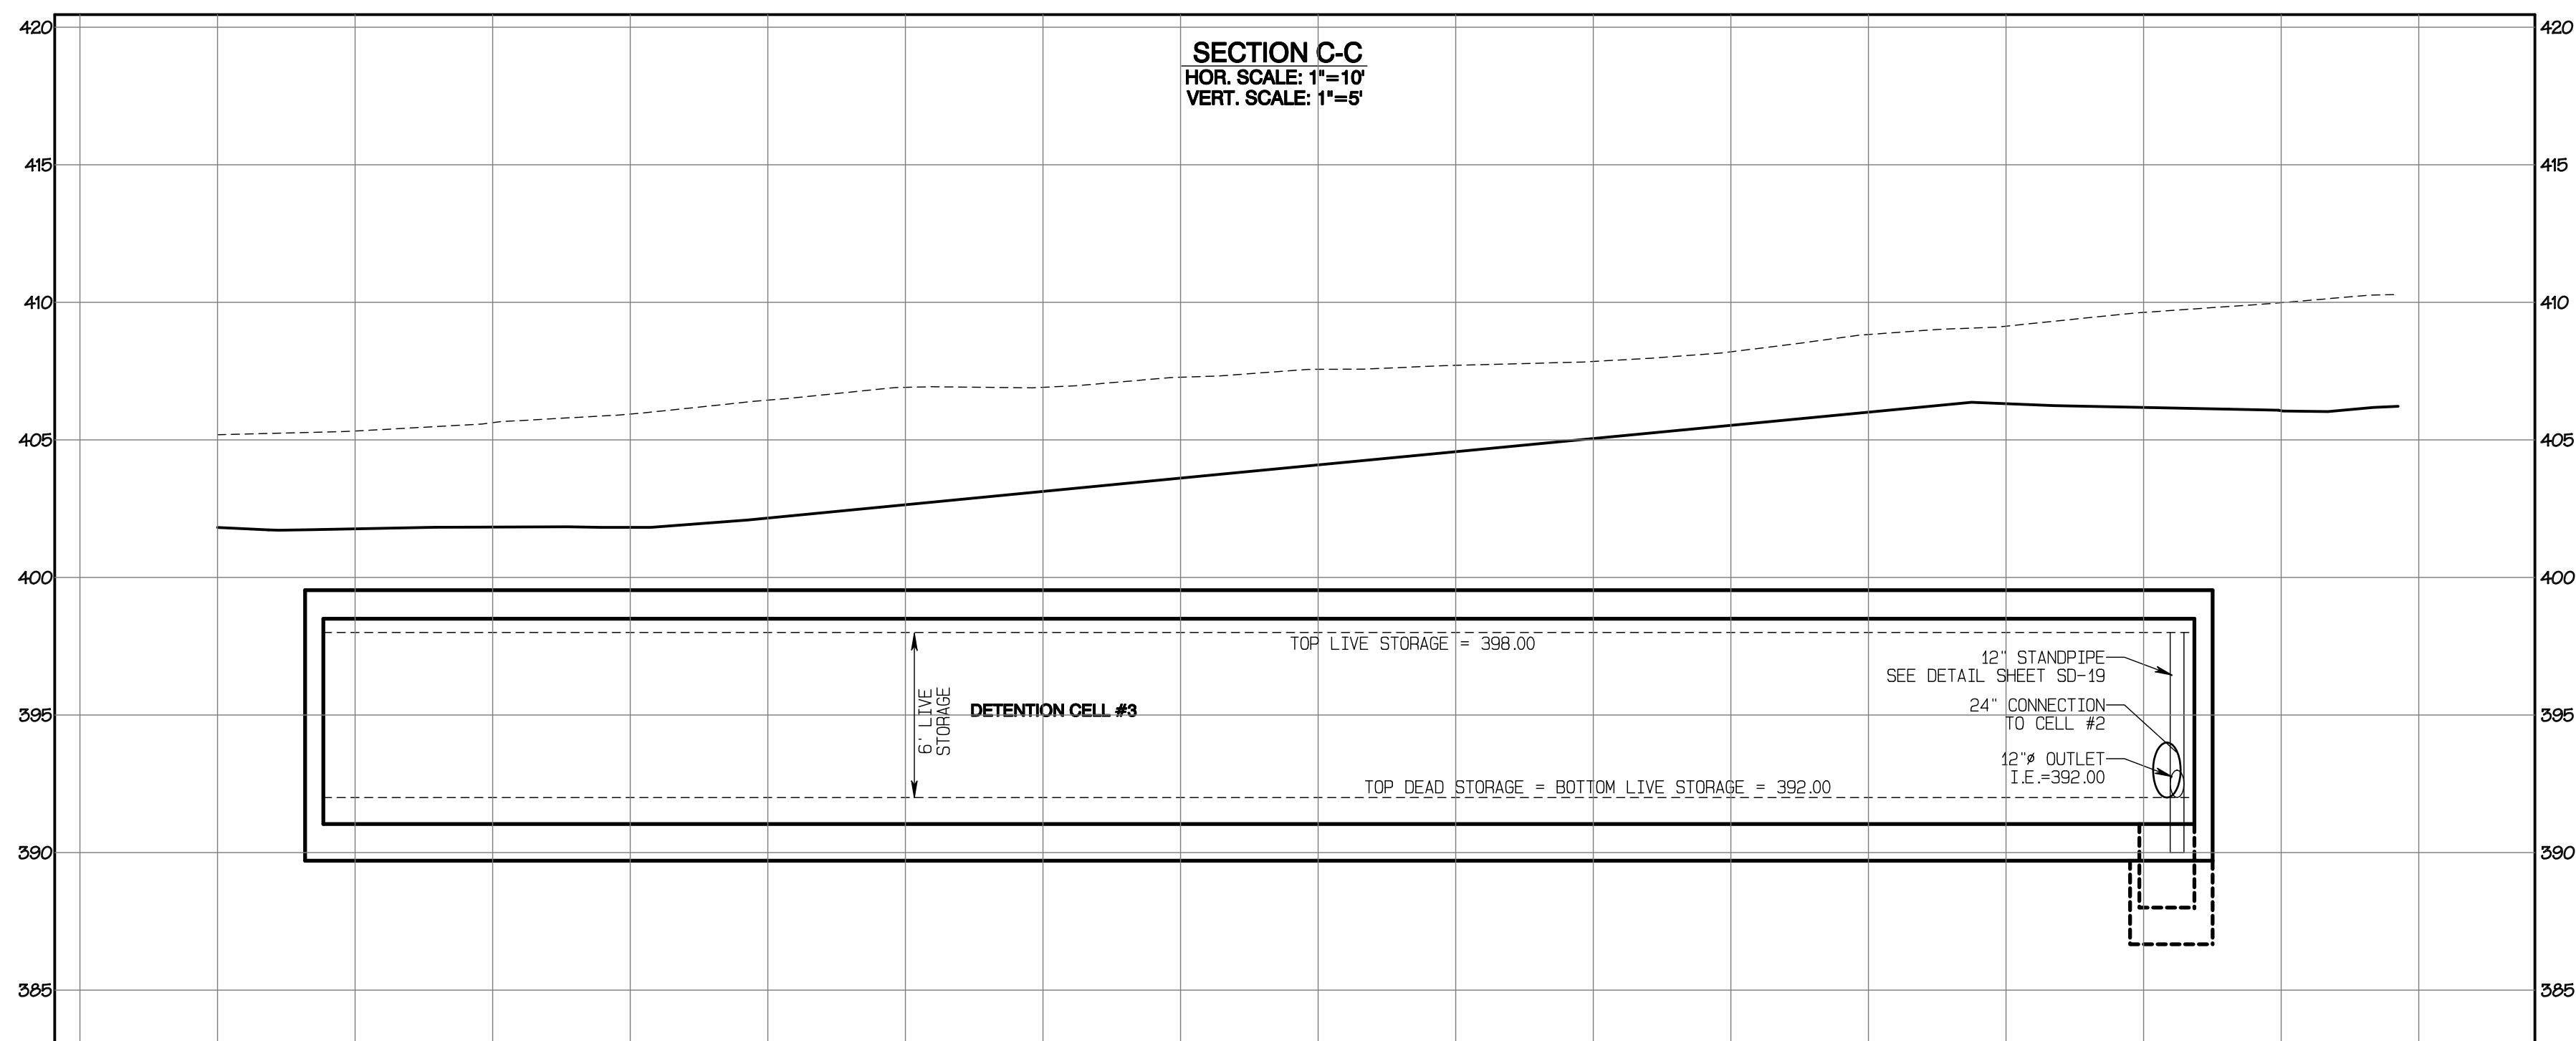 SECTION C-C
HOR. SCALE: 1"=10'
VERT. SCALE: 1"=5'
420 420
415 415
410 410
405 405
400 400
TOP LIVE STORAGE = 398.00
12" STANDPIPE
SEE DETAIL SHEET SD-19
6' LIVE
STORAGE
DETENTION CELL #3
395 395
24" CONNECTION
TO CELL #2
12"ø OUTLET
I.E.=392.00
TOP DEAD STORAGE = BOTTOM LIVE STORAGE = 392.00
390 390
385 385